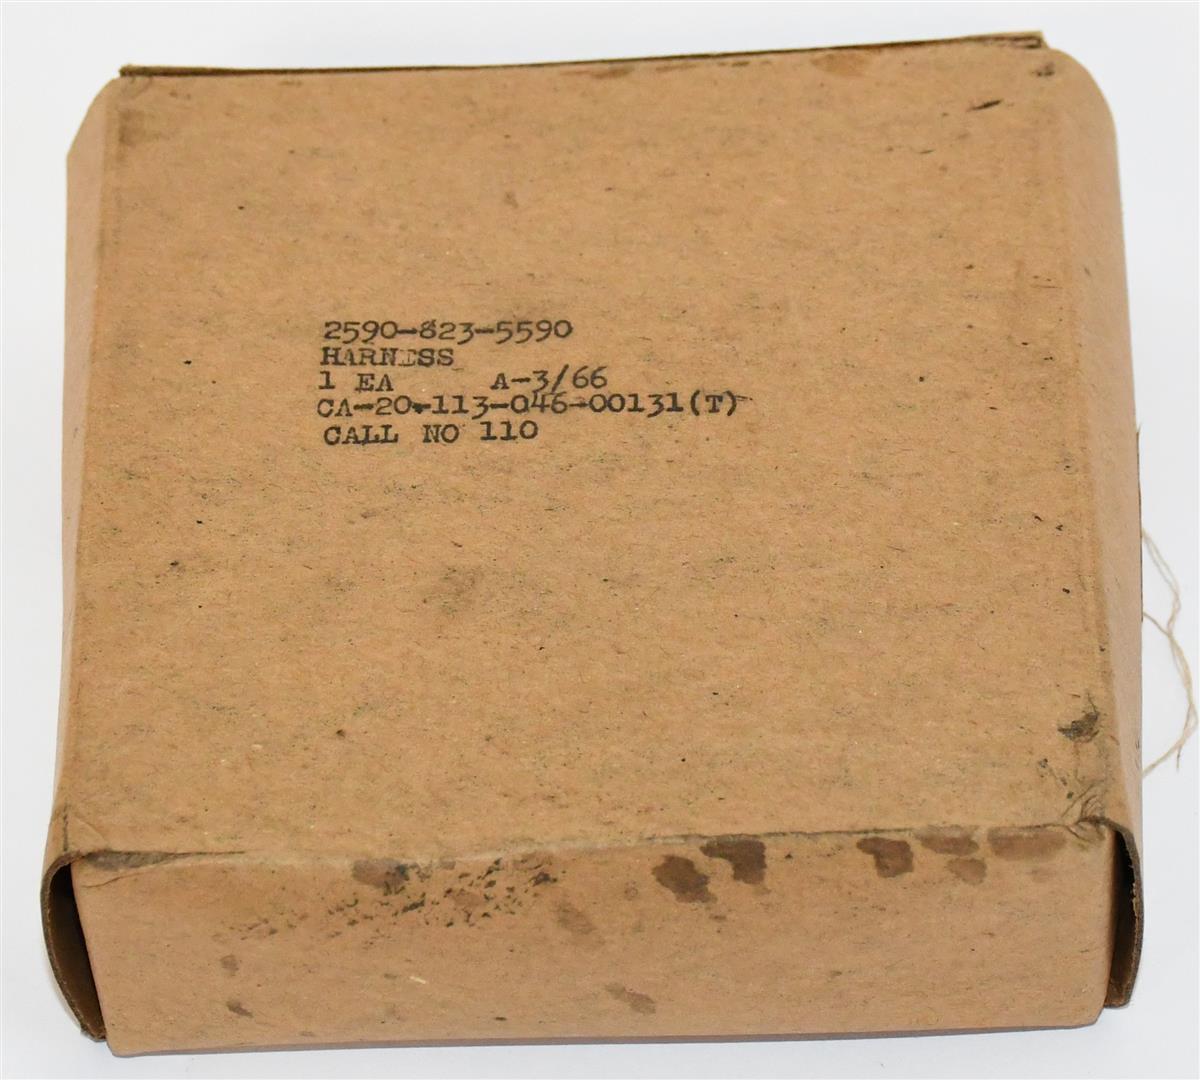 2590-823-5590
HARNESS
1 EA A-3/66
CA-20-113-046-00131(T)
CALL NO 110